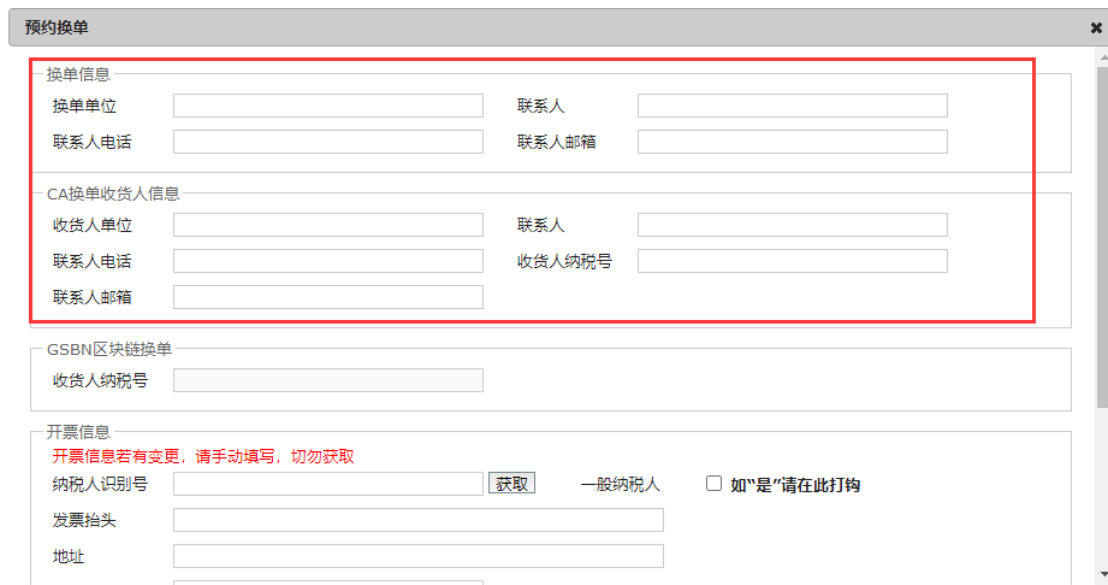 预约换单
换单信息
换单单位 联系人
联系人电话 联系人邮箱
CA换单收货人信息
收货人单位 联系人
联系人电话 收货人纳税号
联系人邮箱
GSBN区块链换单
收货人纳税号
开票信息
开票信息若有变更，请手动填写，切勿获取
纳税人识别号 获取 一般纳税人 如“是”请在此打钩
发票抬头
地址